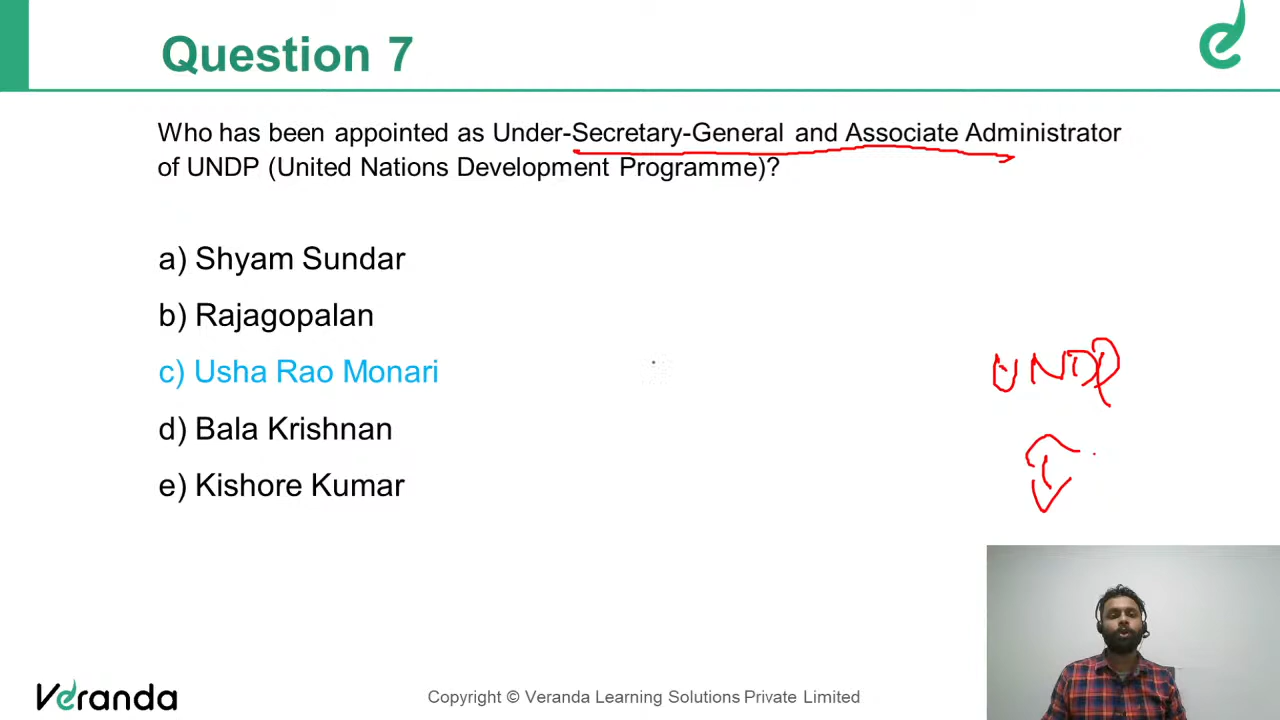 Question 7
Who has been appointed as Under-Secretary-General and Associate Administrator
of UNDP (United Nations Development Programme)?
a) Shyam Sundar
b) Rajagopalan
c) Usha Rao Monari
d) Bala Krishnan
e) Kishore Kumar
UNDP
Veranda
Copyright © Veranda Learning Solutions Private Limited